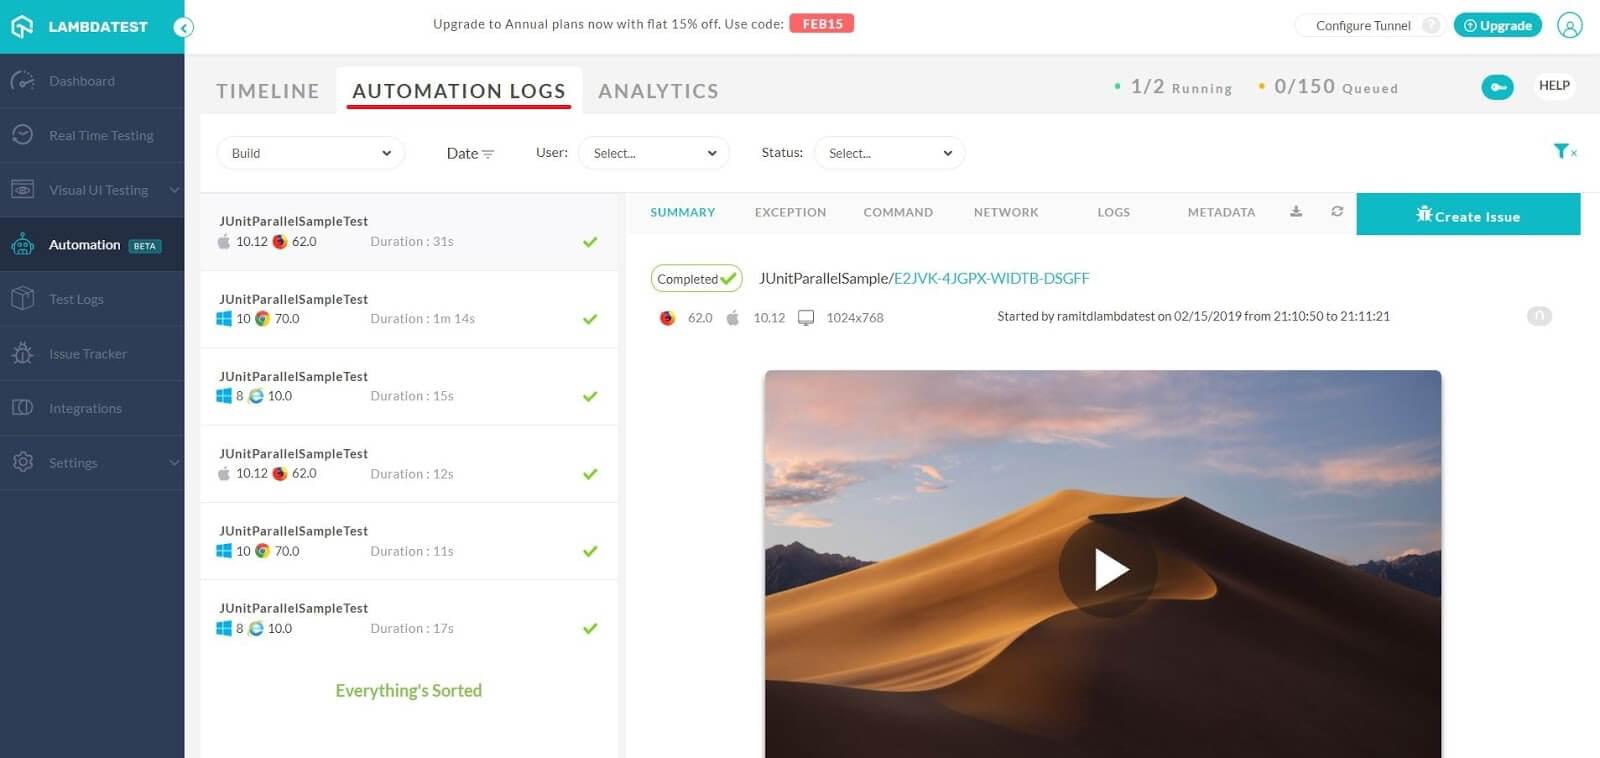 LAMBDATEST
Upgrade to Annual plans now with flat 15% off. Use code: FEB15
Configure Tunnel ?
Upgrade
Dashboard
Real Time Testing
Visual UI Testing
Automation BETA
Test Logs
Issue Tracker
Integrations
Settings
TIMELINE
AUTOMATION LOGS
ANALYTICS
1/2 Running
0/150 Queued
HELP
Build
Date
User: Select...
Status: Select...
JUnitParallelSampleTest
10.12 62.0 Duration : 31s
JUnitParallelSampleTest
10 70.0 Duration : 1m 14s
JUnitParallelSampleTest
8 10.0 Duration : 15s
JUnitParallelSampleTest
10.12 62.0 Duration : 12s
JUnitParallelSampleTest
10 70.0 Duration : 11s
JUnitParallelSampleTest
8 10.0 Duration : 17s
Everything's Sorted
SUMMARY
EXCEPTION
COMMAND
NETWORK
LOGS
METADATA
Create Issue
Completed
JUnitParallelSample/E2JVK-4JGPX-WIDTB-DSGFF
62.0 10.12 1024x768
Started by ramitdlambdatest on 02/15/2019 from 21:10:50 to 21:11:21